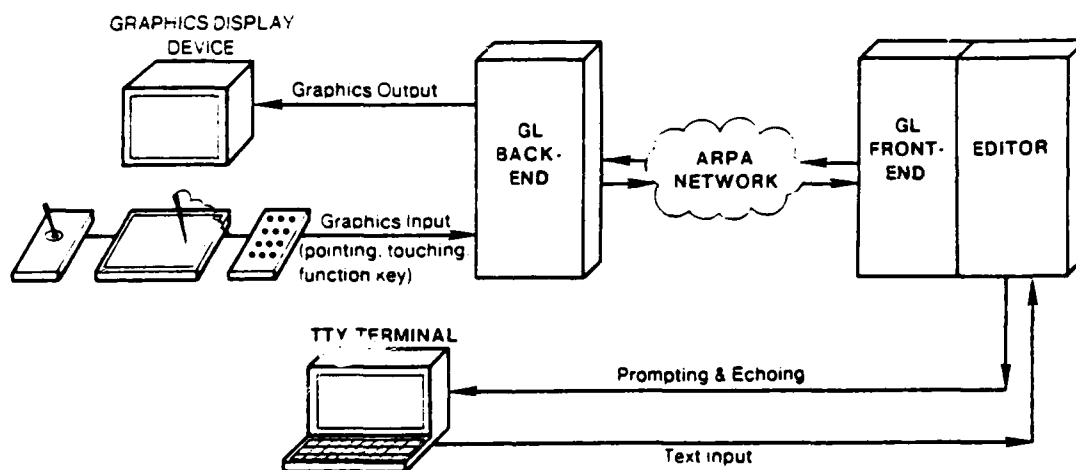 GRAPHICS DISPLAY
DEVICE
Graphics Output
GL
BACK-
END
ARPA
NETWORK
GL
FRONT-
END
EDITOR
Graphics Input
(pointing, touching,
function key)
TTY TERMINAL
Prompting & Echoing
Text Input